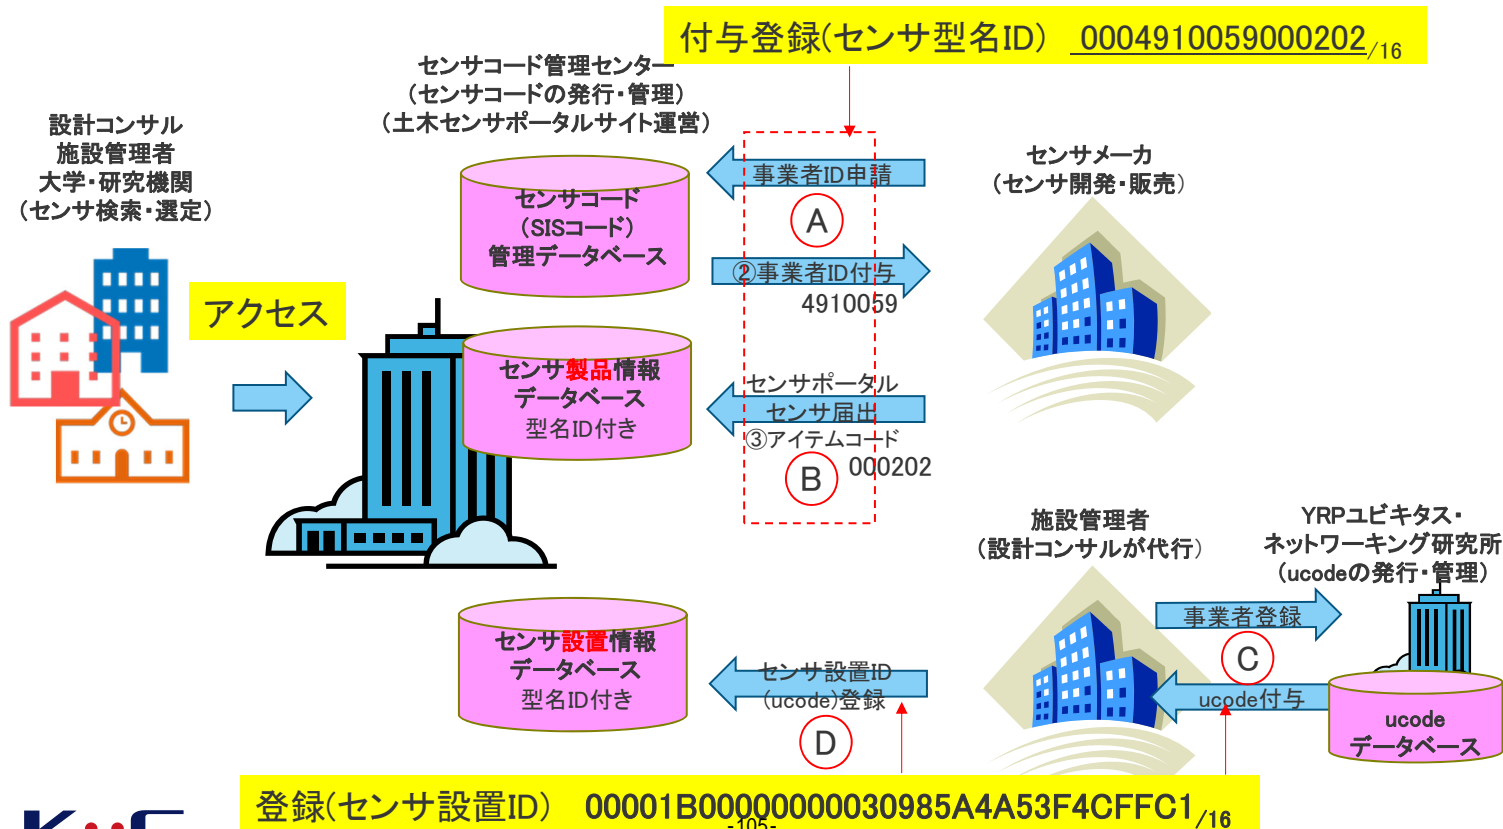 付与登録(センサ型名ID) 0004910059000202/16
センサコード管理センター
(センサコードの発行・管理)
(土木センサポータルサイト運営)
設計コンサル
施設管理者
大学・研究機関
(センサ検索・選定)
センサメーカ
(センサ開発・販売)
センサコード
(SISコード)
管理データベース
事業者ID申請
A
②事業者ID付与
4910059
アクセス
センサ製品情報
データベース
型名ID付き
センサポータル
センサ届出
③アイテムコード
000202
B
施設管理者
(設計コンサルが代行)
YRPユビキタス・
ネットワーキング研究所
(ucodeの発行・管理)
事業者登録
C
ucode付与
ucode
データベース
センサ設置情報
データベース
型名ID付き
センサ設置ID
(ucode)登録
D
登録(センサ設置ID) 00001B00000000030985A4A53F4CFFC1/16
-105-